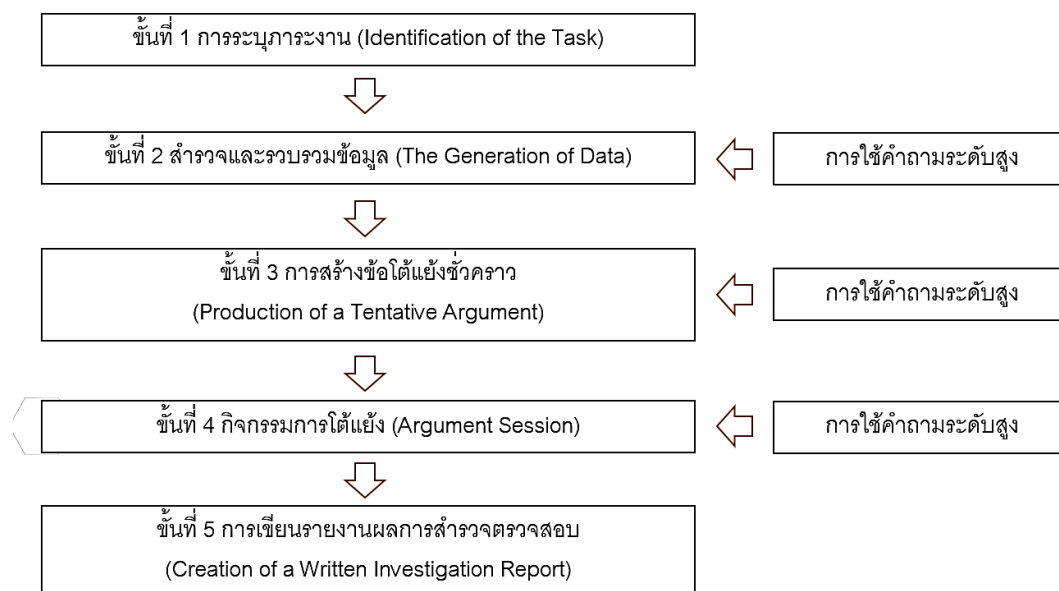 ขั้นที่ 1 การระบุภาระงาน (Identification of the Task)
ขั้นที่ 2 สำรวจและรวบรวมข้อมูล (The Generation of Data)
การใช้คำถามระดับสูง
ขั้นที่ 3 การสร้างข้อโต้แย้งชั่วคราว
(Production of a Tentative Argument)
การใช้คำถามระดับสูง
ขั้นที่ 4 กิจกรรมการโต้แย้ง (Argument Session)
การใช้คำถามระดับสูง
ขั้นที่ 5 การเขียนรายงานผลการสำรวจตรวจสอบ
(Creation of a Written Investigation Report)